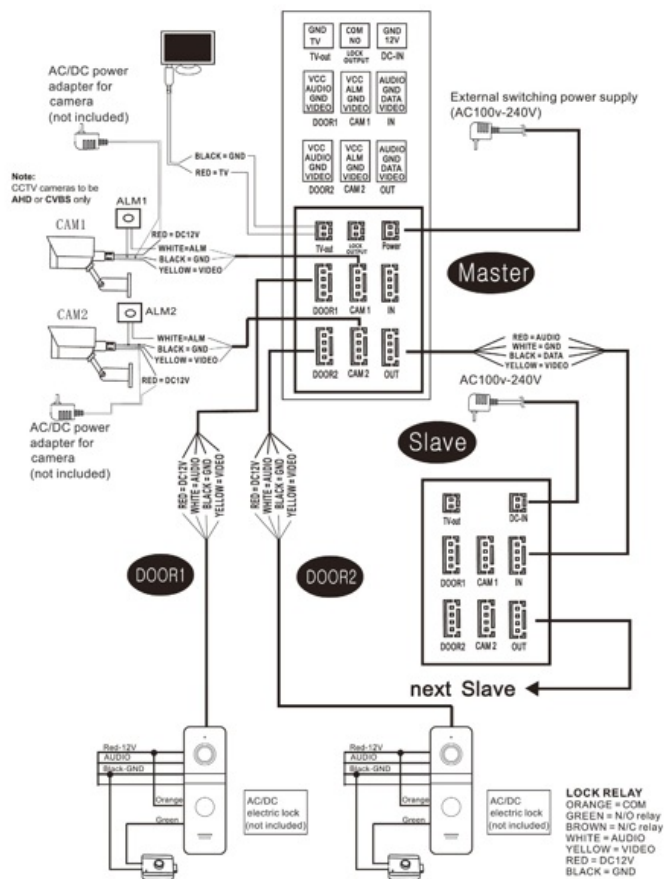 GND
TV
TV-out
COM
NO
LOCK
OUTPUT
GND
12V
DC-IN
VCC
AUDIO
GND
VIDEO
DOOR1
VCC
ALM
GND
VIDEO
CAM 1
AUDIO
GND
DATA
VIDEO
IN
VCC
AUDIO
GND
VIDEO
DOOR2
VCC
ALM
GND
VIDEO
CAM 2
AUDIO
GND
DATA
VIDEO
OUT
AC/DC power
adapter for
camera
(not included)
External switching power supply
(AC100v-240V)
BLACK=GND
RED = TV
Note:
CCTV cameras to be
AHD or CVBS only
ALM1
CAM1
RED = DC12V
WHITE=ALM
BLACK = GND
YELLOW = VIDEO
TV-out
LOCK
OUTPUT
Power
DOOR1
CAM 1
IN
DOOR2
CAM 2
OUT
Master
ALM2
CAM2
WHITE=ALM
BLACK= GND
YELLOW=VIDEO
RED = DC12V
AC/DC power
adapter for
camera
(not included)
RED = AUDIO
WHITE = GND
BLACK = DATA
YELLOW = VIDEO
AC100v-240V
Slave
RED = DC12V
WHITE = AUDIO
BLACK = GND
YELLOW = VIDEO
RED = DC12V
WHITE = AUDIO
BLACK = GND
YELLOW = VIDEO
TV-out
DC-IN
DOOR1
CAM 1
IN
DOOR2
CAM 2
OUT
DOOR1
DOOR2
next Slave
Red-12V
AUDIO
Black-GND
Orange
Green
AC/DC
electric lock
(not included)
Red-12V
AUDIO
Black-GND
Orange
Green
AC/DC
electric lock
(not included)
LOCK RELAY
ORANGE = COM
GREEN = N/O relay
BROWN = N/C relay
WHITE = AUDIO
YELLOW = VIDEO
RED = DC12V
BLACK = GND